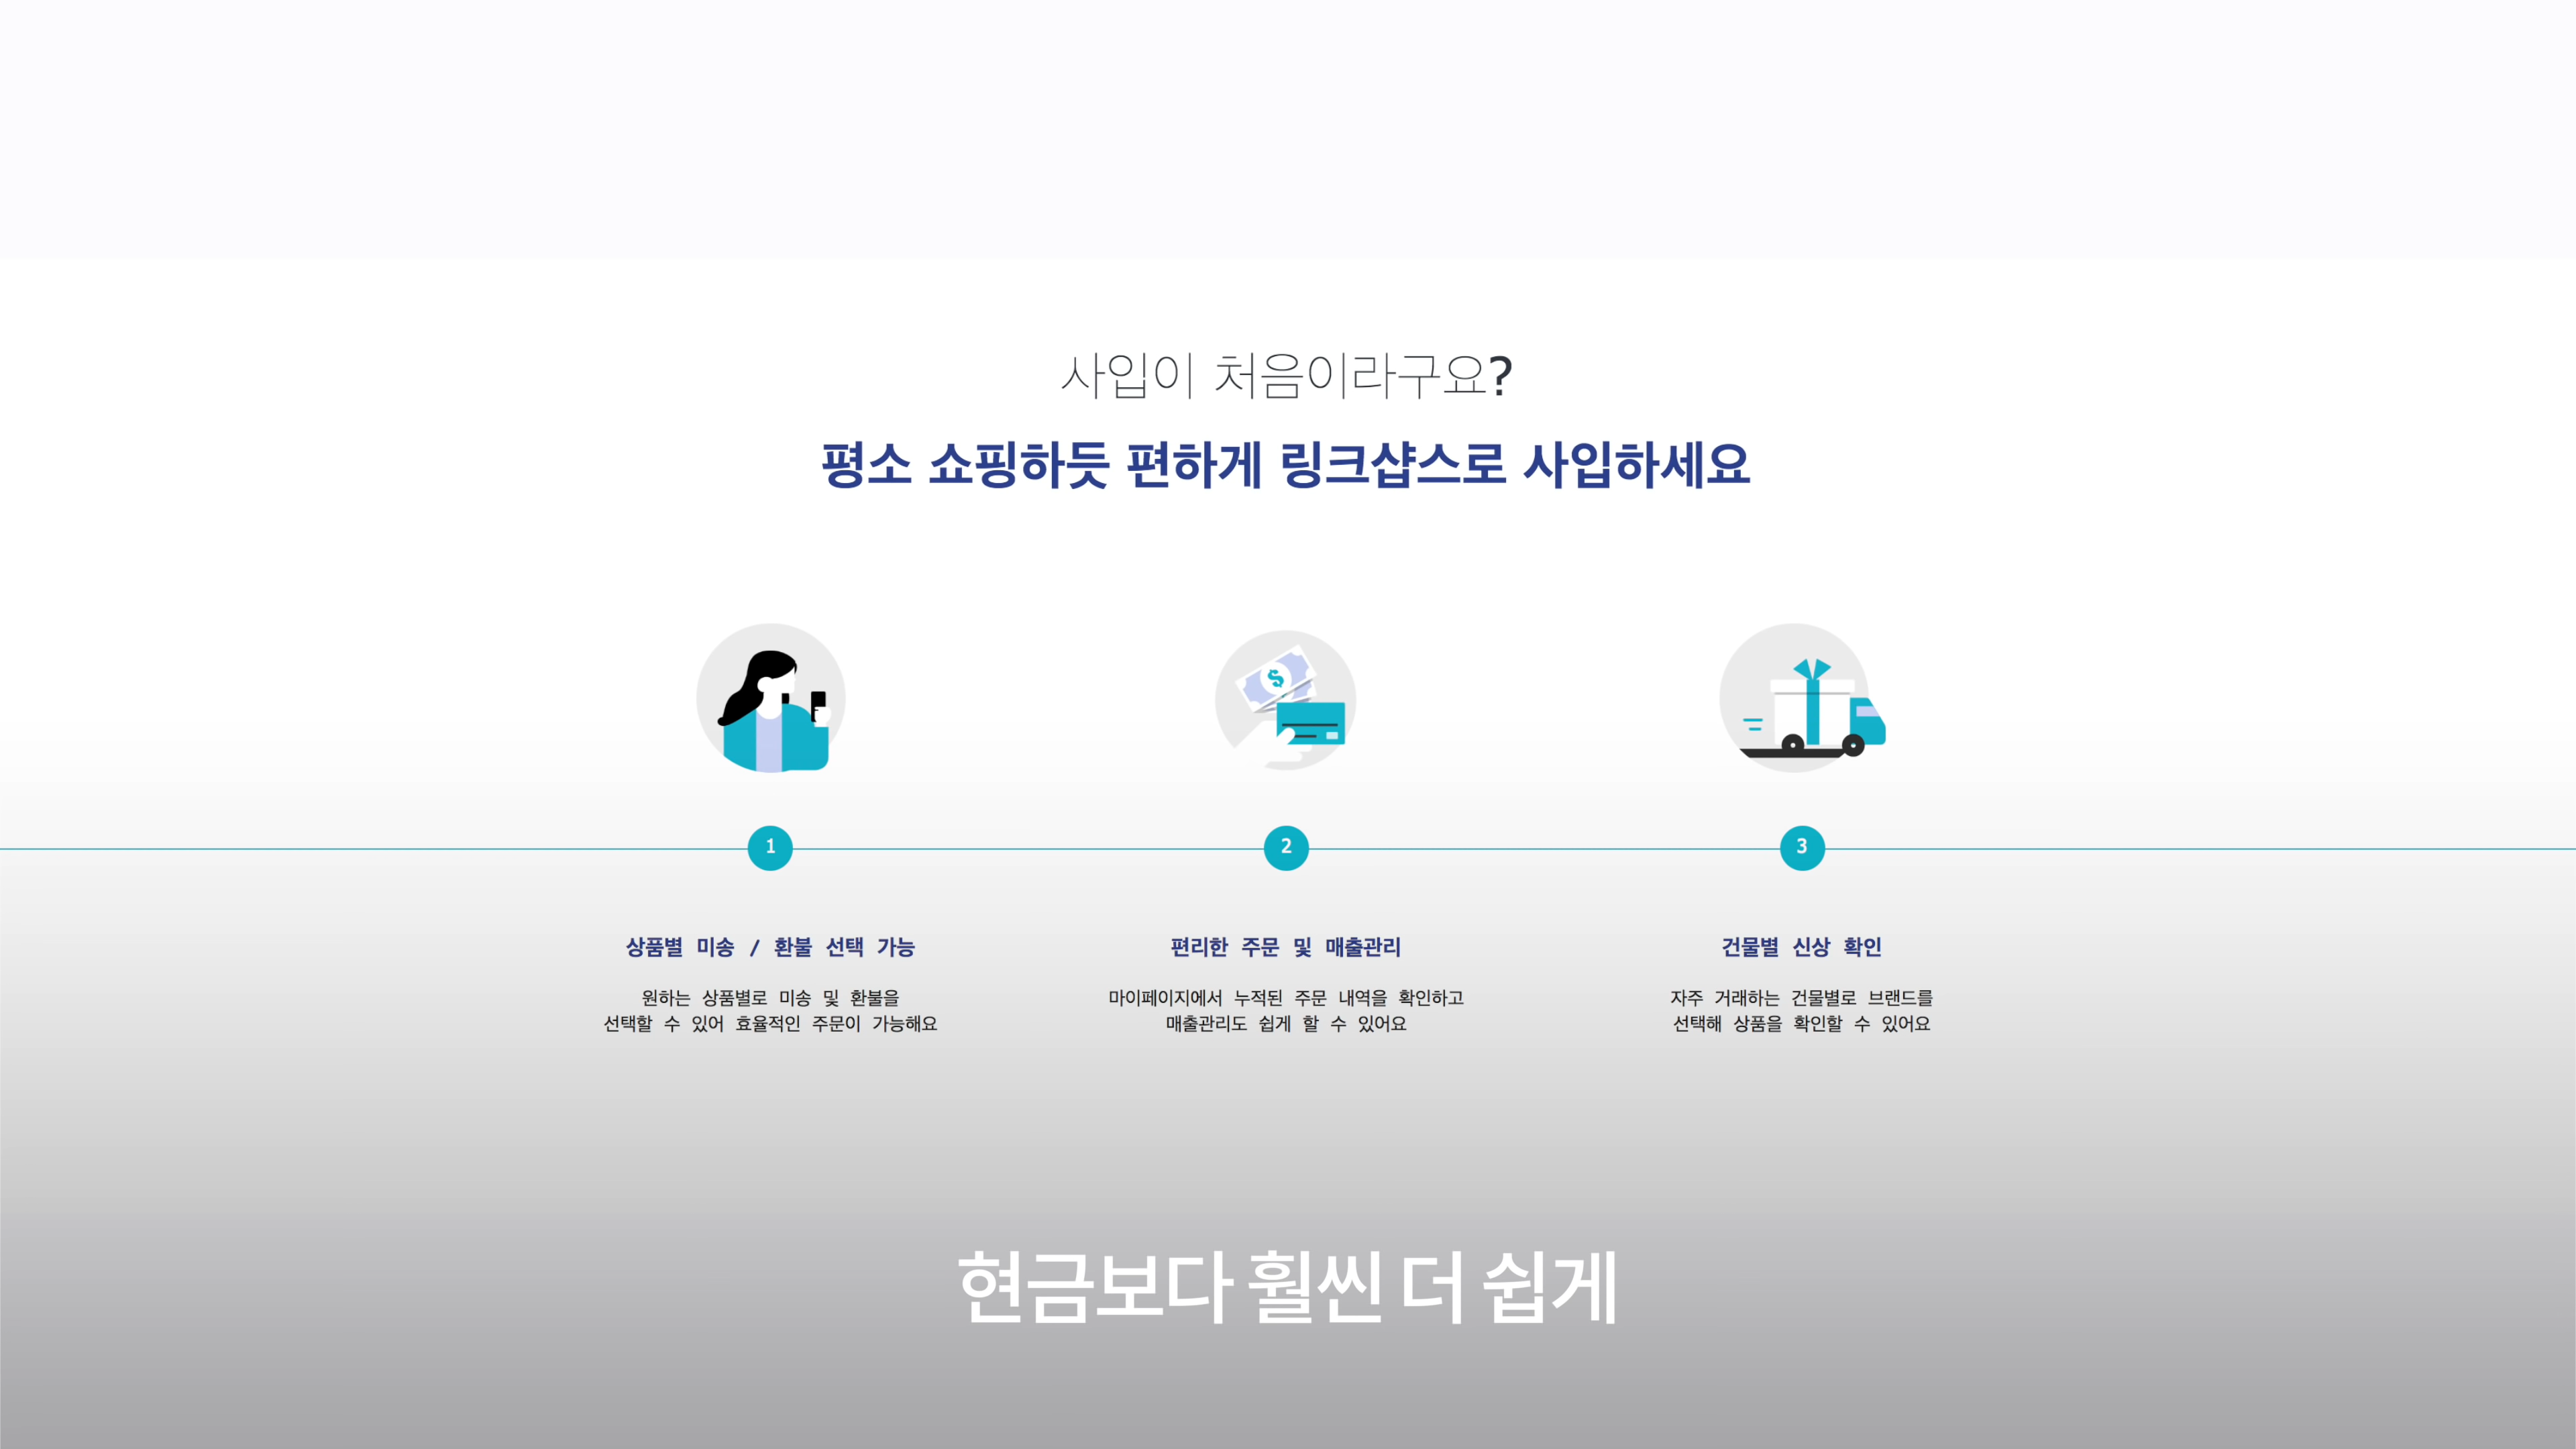 사입이 처음이라구요?
평소 쇼핑하듯 편하게 링크샵스로 사입하세요
1
2
3
상품별 미송 / 환불 선택 가능
원하는 상품별로 미송 및 환불을
선택할 수 있어 효율적인 주문이 가능해요
편리한 주문 및 매출관리
마이페이지에서 누적된 주문 내역을 확인하고
매출관리도 쉽게 할 수 있어요
건물별 신상 확인
자주 거래하는 건물별로 브랜드를
선택해 상품을 확인할 수 있어요
현금보다 훨씬 더 쉽게